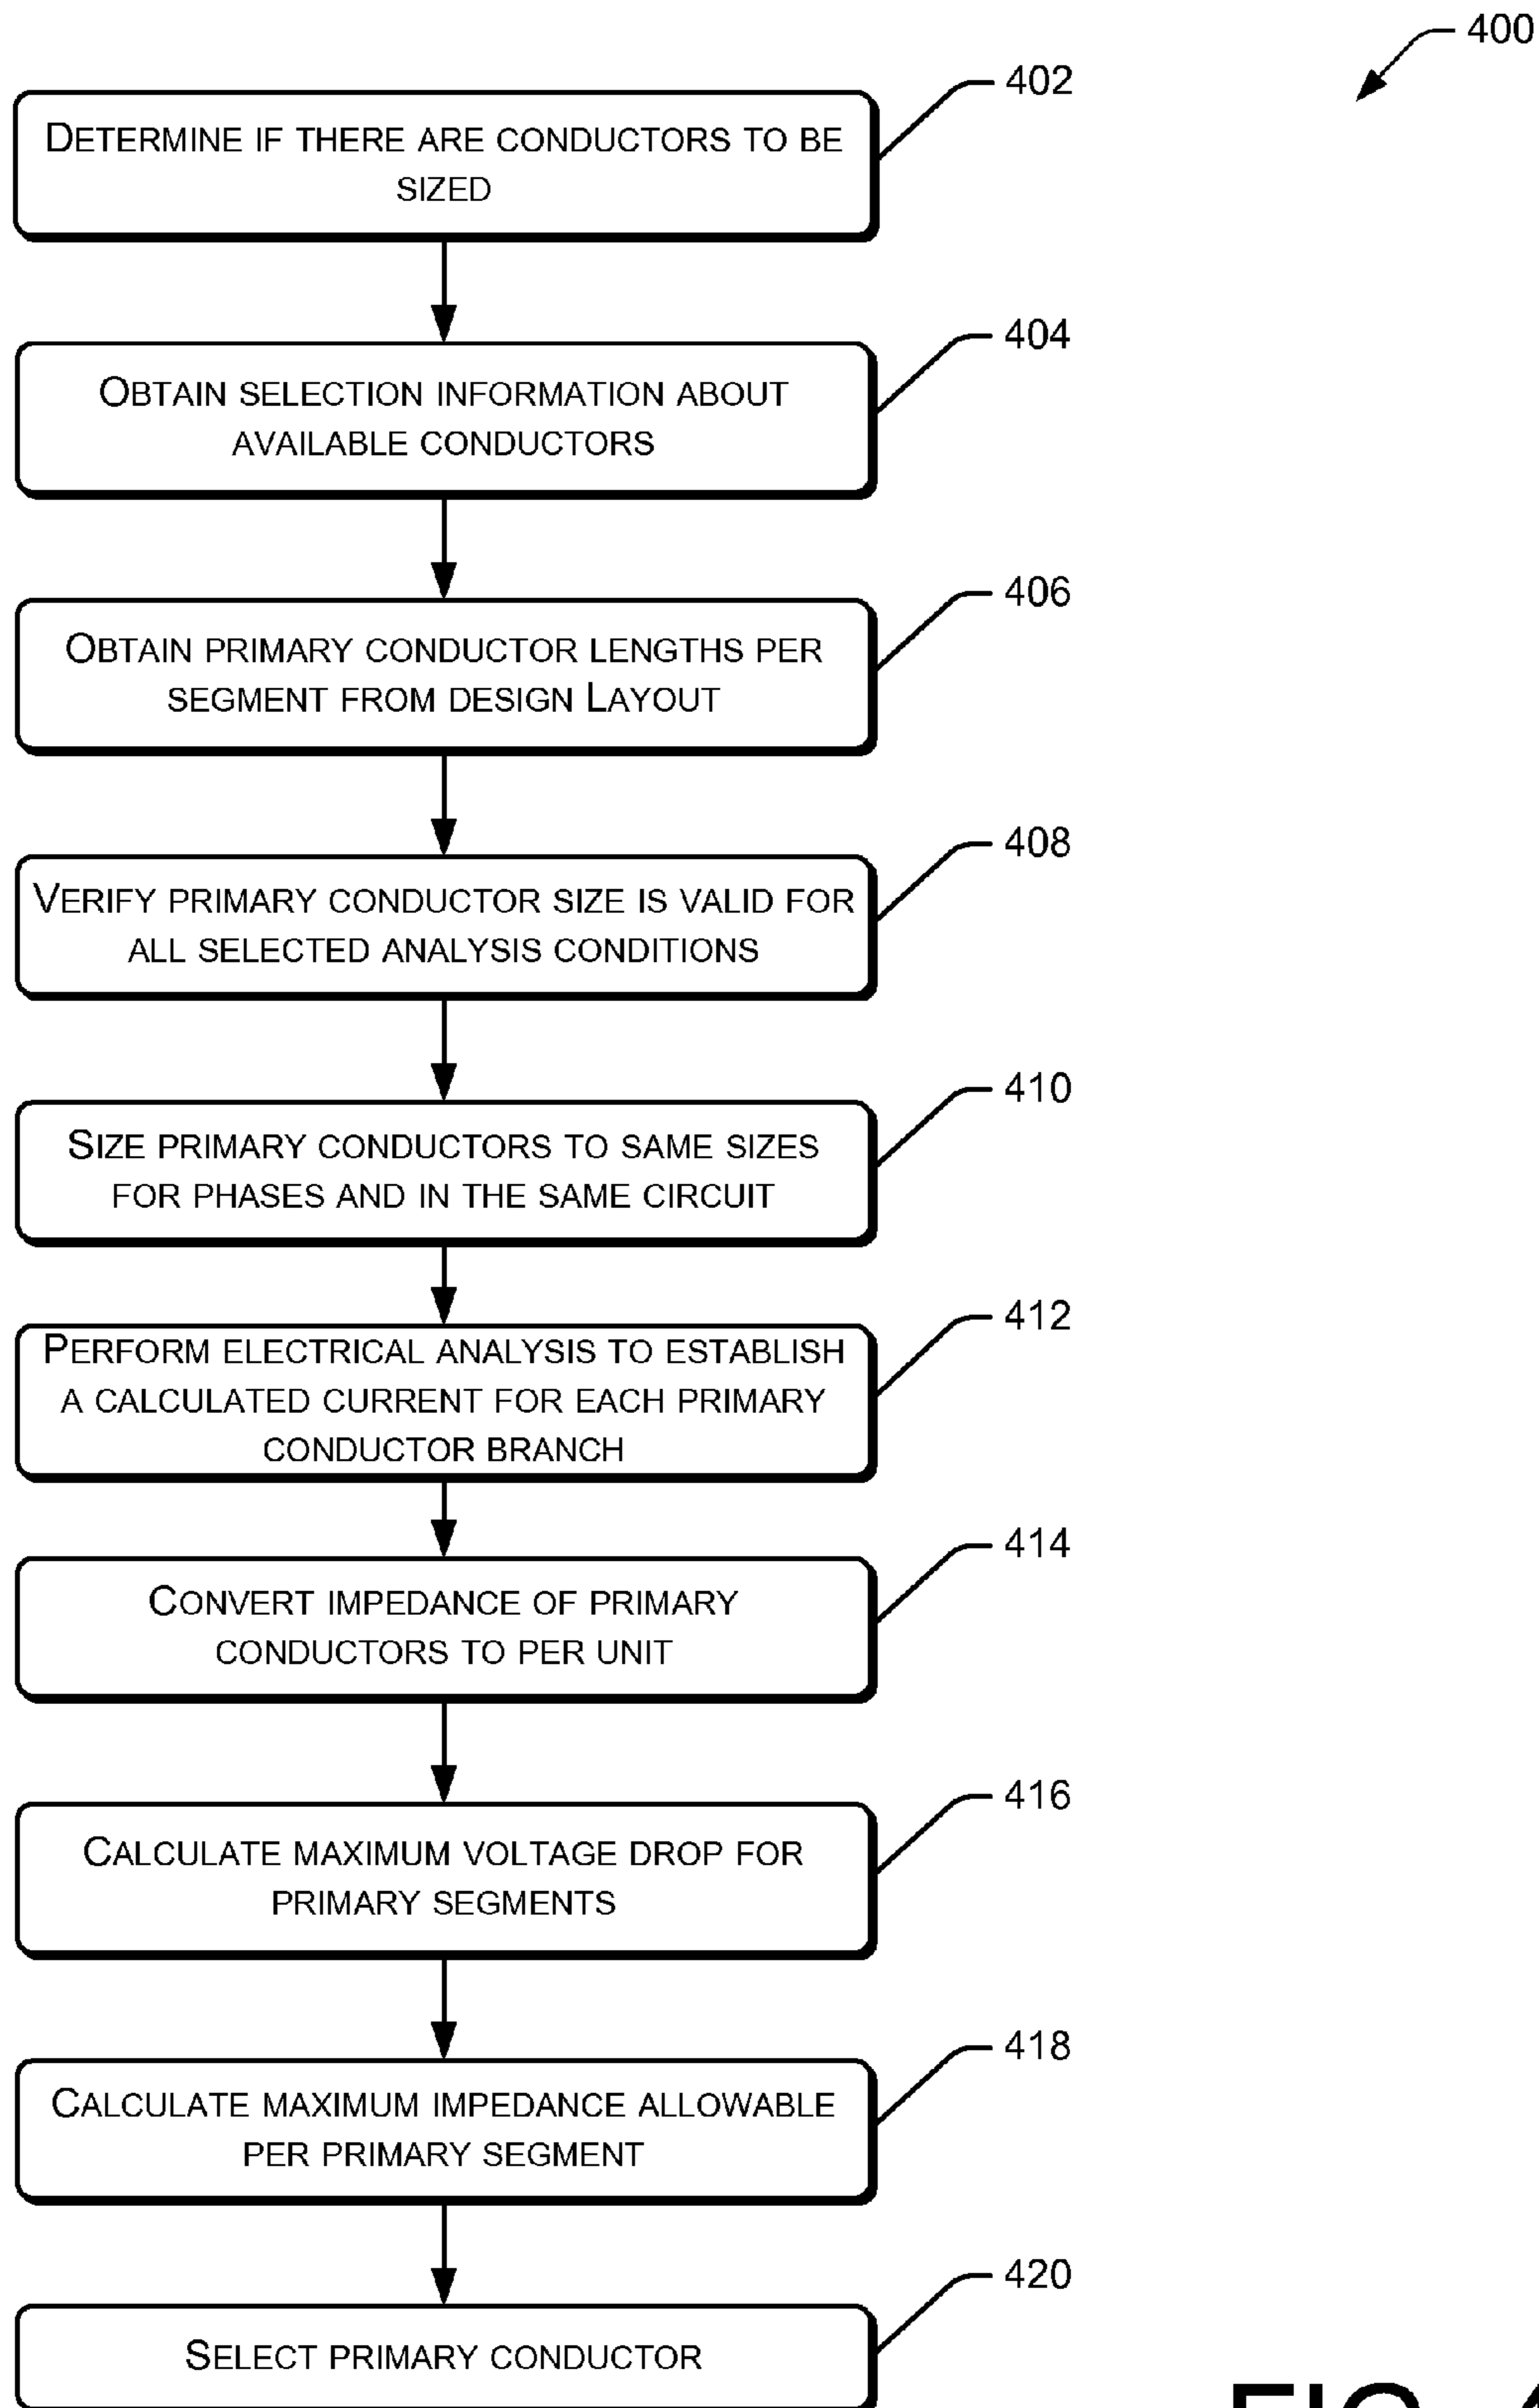 400
402
DETERMINE IF THERE ARE CONDUCTORS TO BE
SIZED
404
OBTAIN SELECTION INFORMATION ABOUT
AVAILABLE CONDUCTORS
406
OBTAIN PRIMARY CONDUCTOR LENGTHS PER
SEGMENT FROM DESIGN LAYOUT
408
VERIFY PRIMARY CONDUCTOR SIZE IS VALID FOR
ALL SELECTED ANALYSIS CONDITIONS
410
SIZE PRIMARY CONDUCTORS TO SAME SIZES
FOR PHASES AND IN THE SAME CIRCUIT
412
PERFORM ELECTRICAL ANALYSIS TO ESTABLISH
A CALCULATED CURRENT FOR EACH PRIMARY
CONDUCTOR BRANCH
414
CONVERT IMPEDANCE OF PRIMARY
CONDUCTORS TO PER UNIT
416
CALCULATE MAXIMUM VOLTAGE DROP FOR
PRIMARY SEGMENTS
418
CALCULATE MAXIMUM IMPEDANCE ALLOWABLE
PER PRIMARY SEGMENT
420
SELECT PRIMARY CONDUCTOR